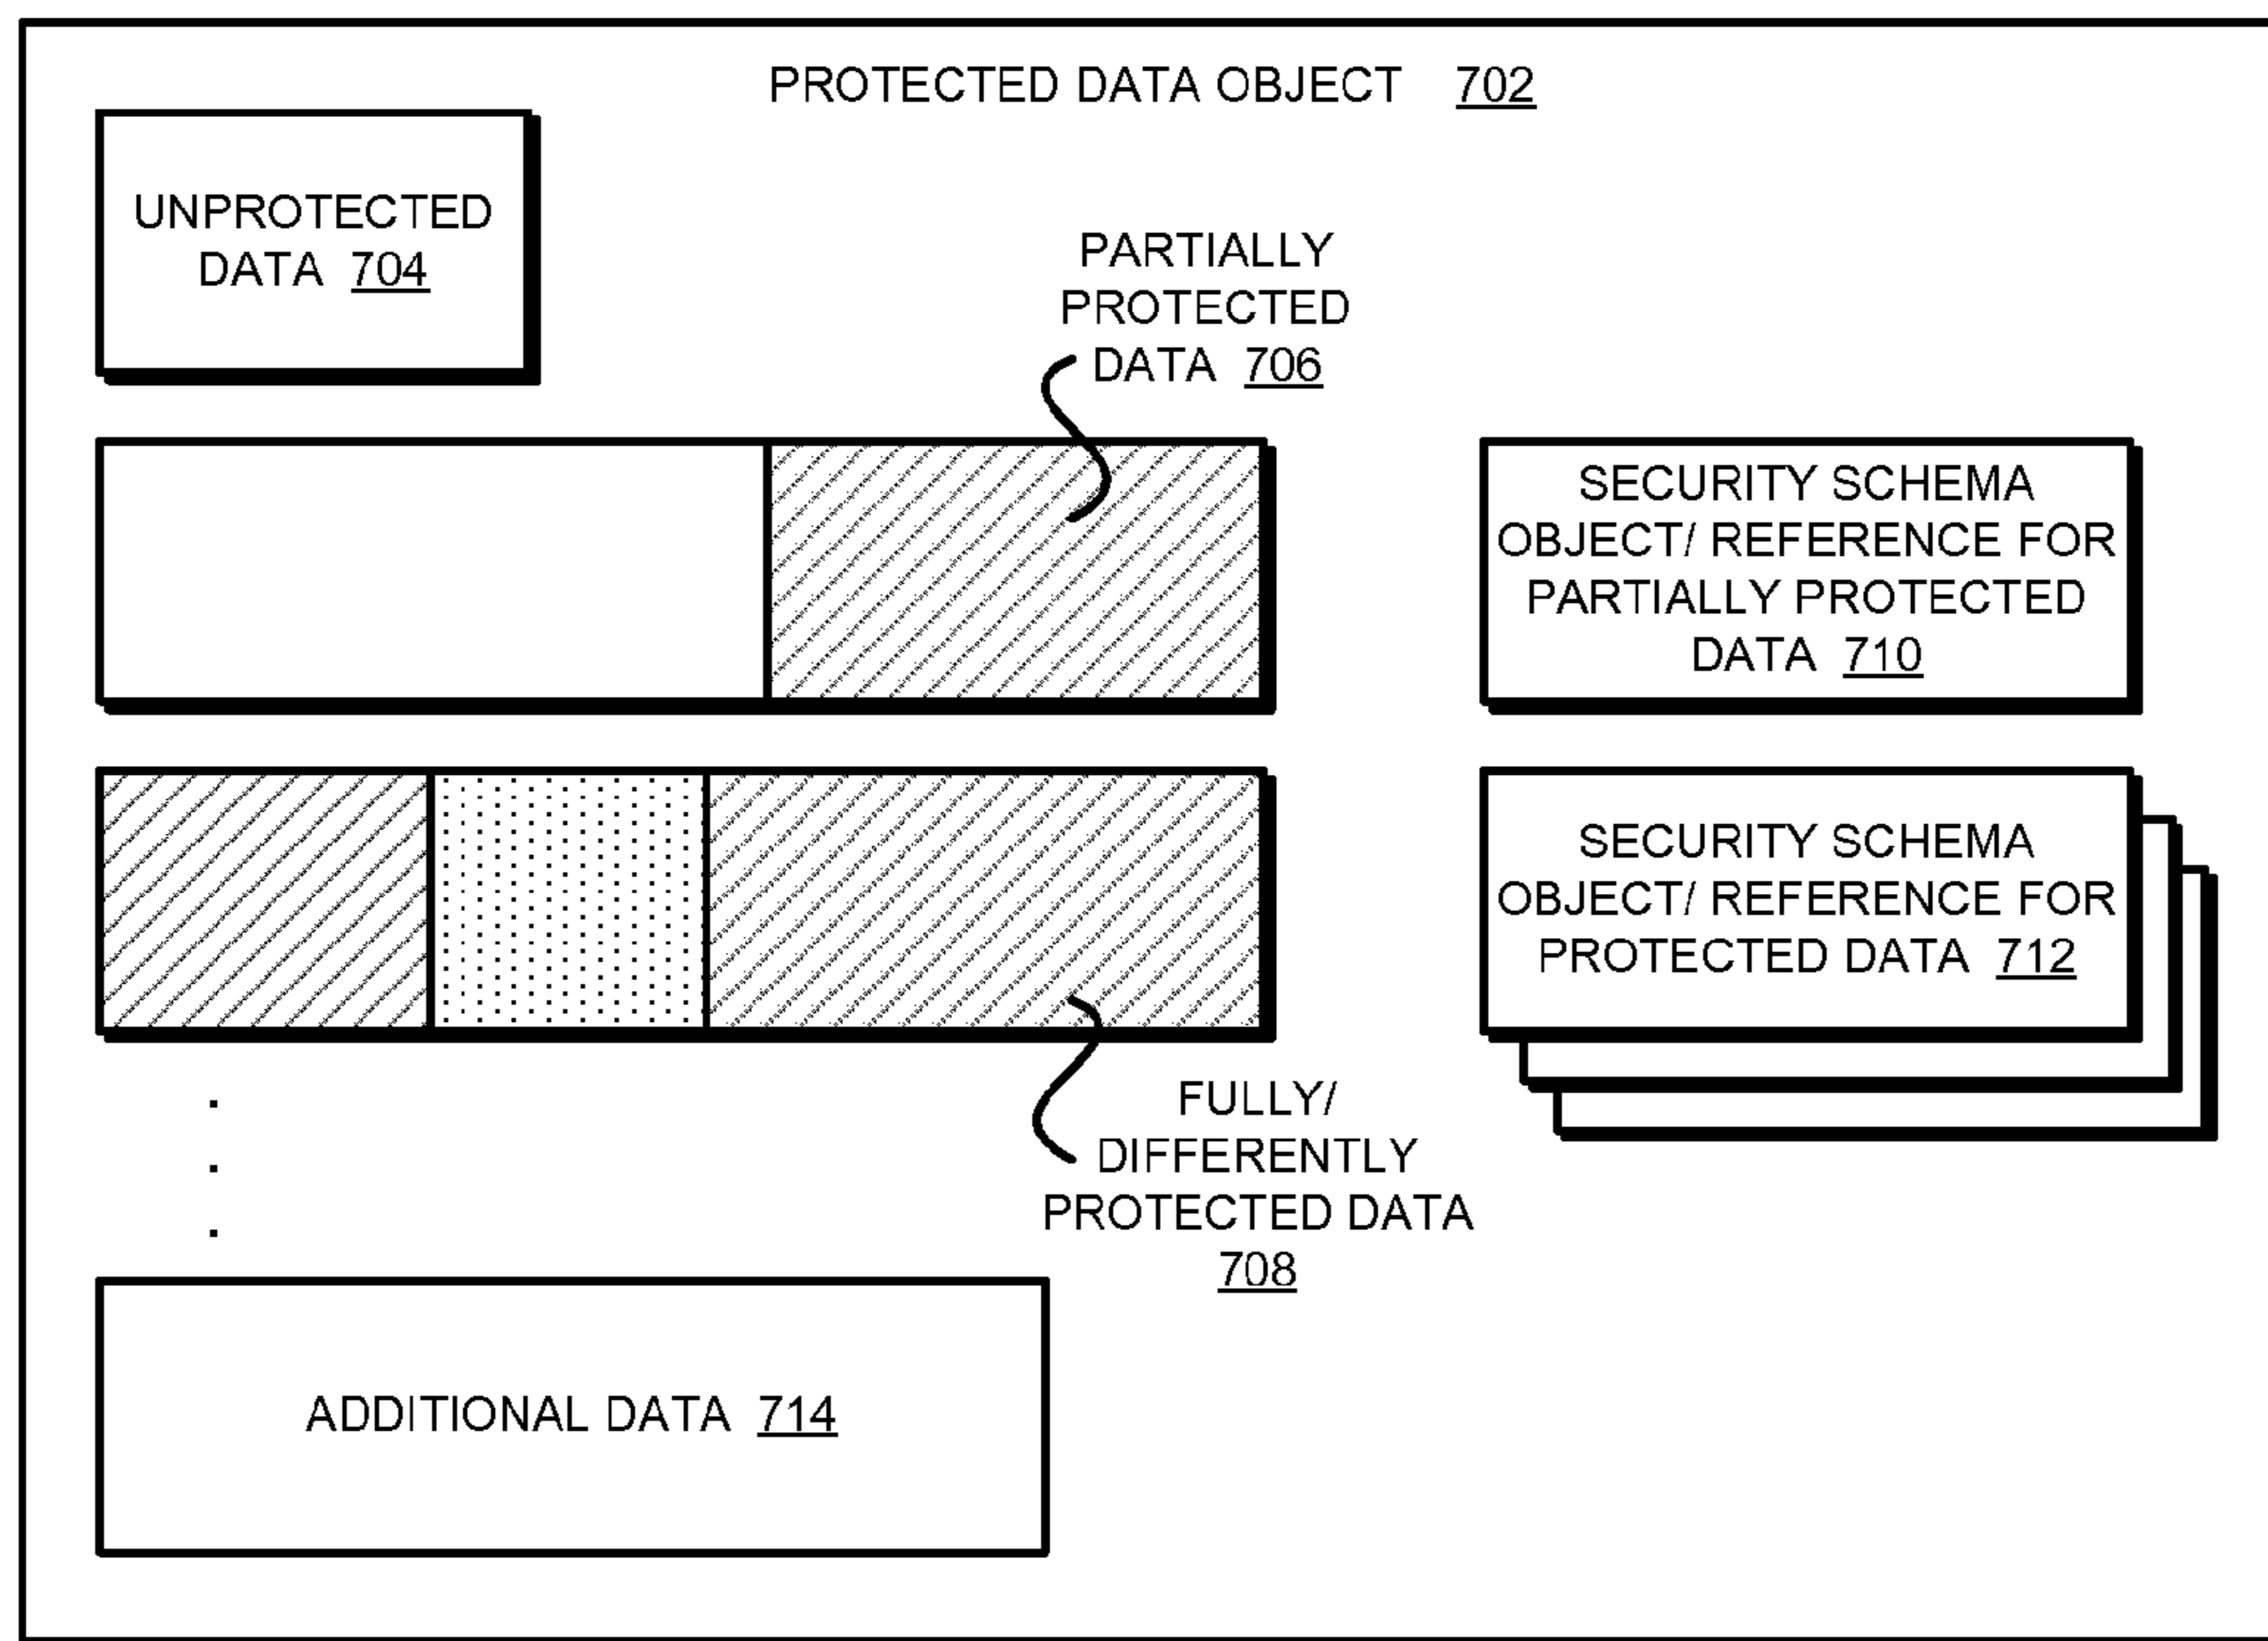 PROTECTED DATA OBJECT 702
UNPROTECTED
DATA 704
PARTIALLY
PROTECTED
DATA 706
SECURITY SCHEMA
OBJECT/ REFERENCE FOR
PARTIALLY PROTECTED
DATA 710
SECURITY SCHEMA
OBJECT/ REFERENCE FOR
PROTECTED DATA 712
FULLY/
DIFFERENTLY
PROTECTED DATA
708
ADDITIONAL DATA 714